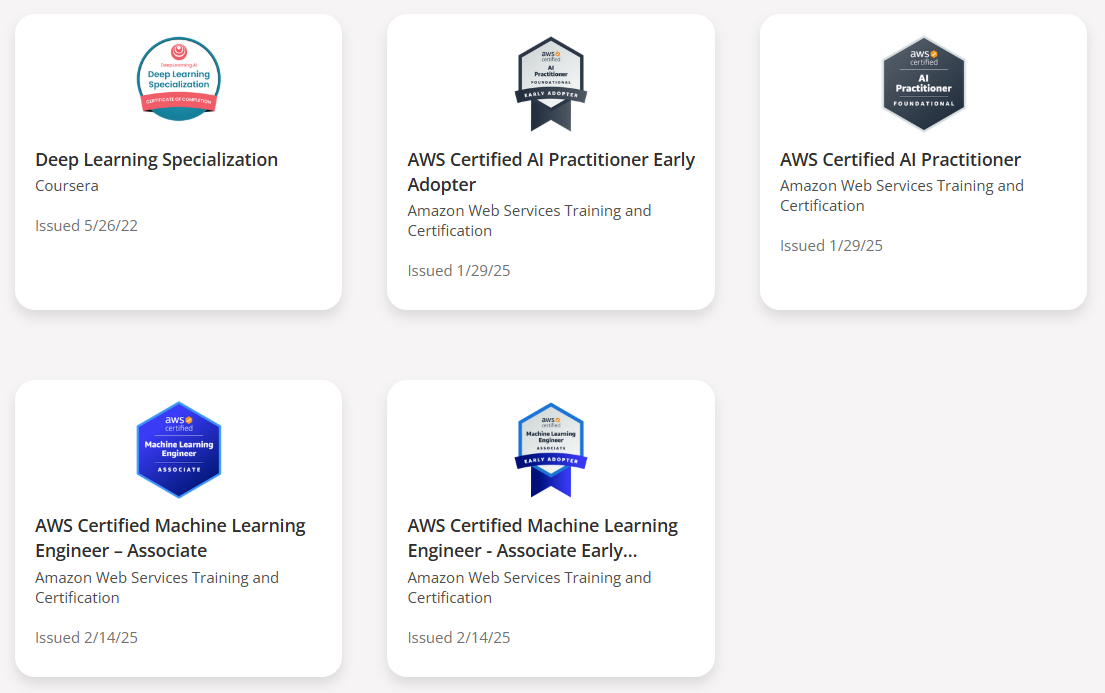 DeepLearning.AI
Deep Learning
Specialization
CERTIFICATE OF COMPLETION
Deep Learning Specialization
Coursera
Issued 5/26/22
aws
certified
AI
Practitioner
FOUNDATIONAL
EARLY ADOPTER
AWS Certified AI Practitioner Early
Adopter
Amazon Web Services Training and
Certification
Issued 1/29/25
aws
certified
AI
Practitioner
FOUNDATIONAL
AWS Certified AI Practitioner
Amazon Web Services Training and
Certification
Issued 1/29/25
aws
certified
Machine Learning
Engineer
ASSOCIATE
AWS Certified Machine Learning
Engineer – Associate
Amazon Web Services Training and
Certification
Issued 2/14/25
aws
certified
Machine Learning
Engineer
ASSOCIATE
EARLY ADOPTER
AWS Certified Machine Learning
Engineer - Associate Early...
Amazon Web Services Training and
Certification
Issued 2/14/25